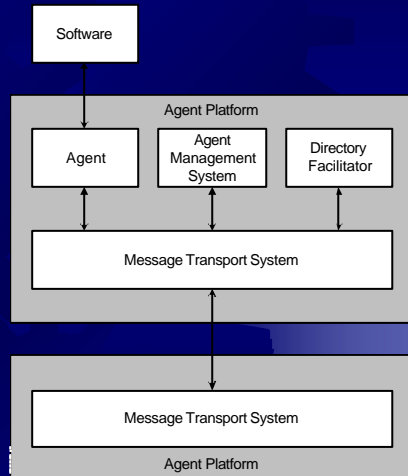 Software
Agent Platform
Agent
Agent
Management
System
Directory
Facilitator
Message Transport System
Message Transport System
Agent Platform